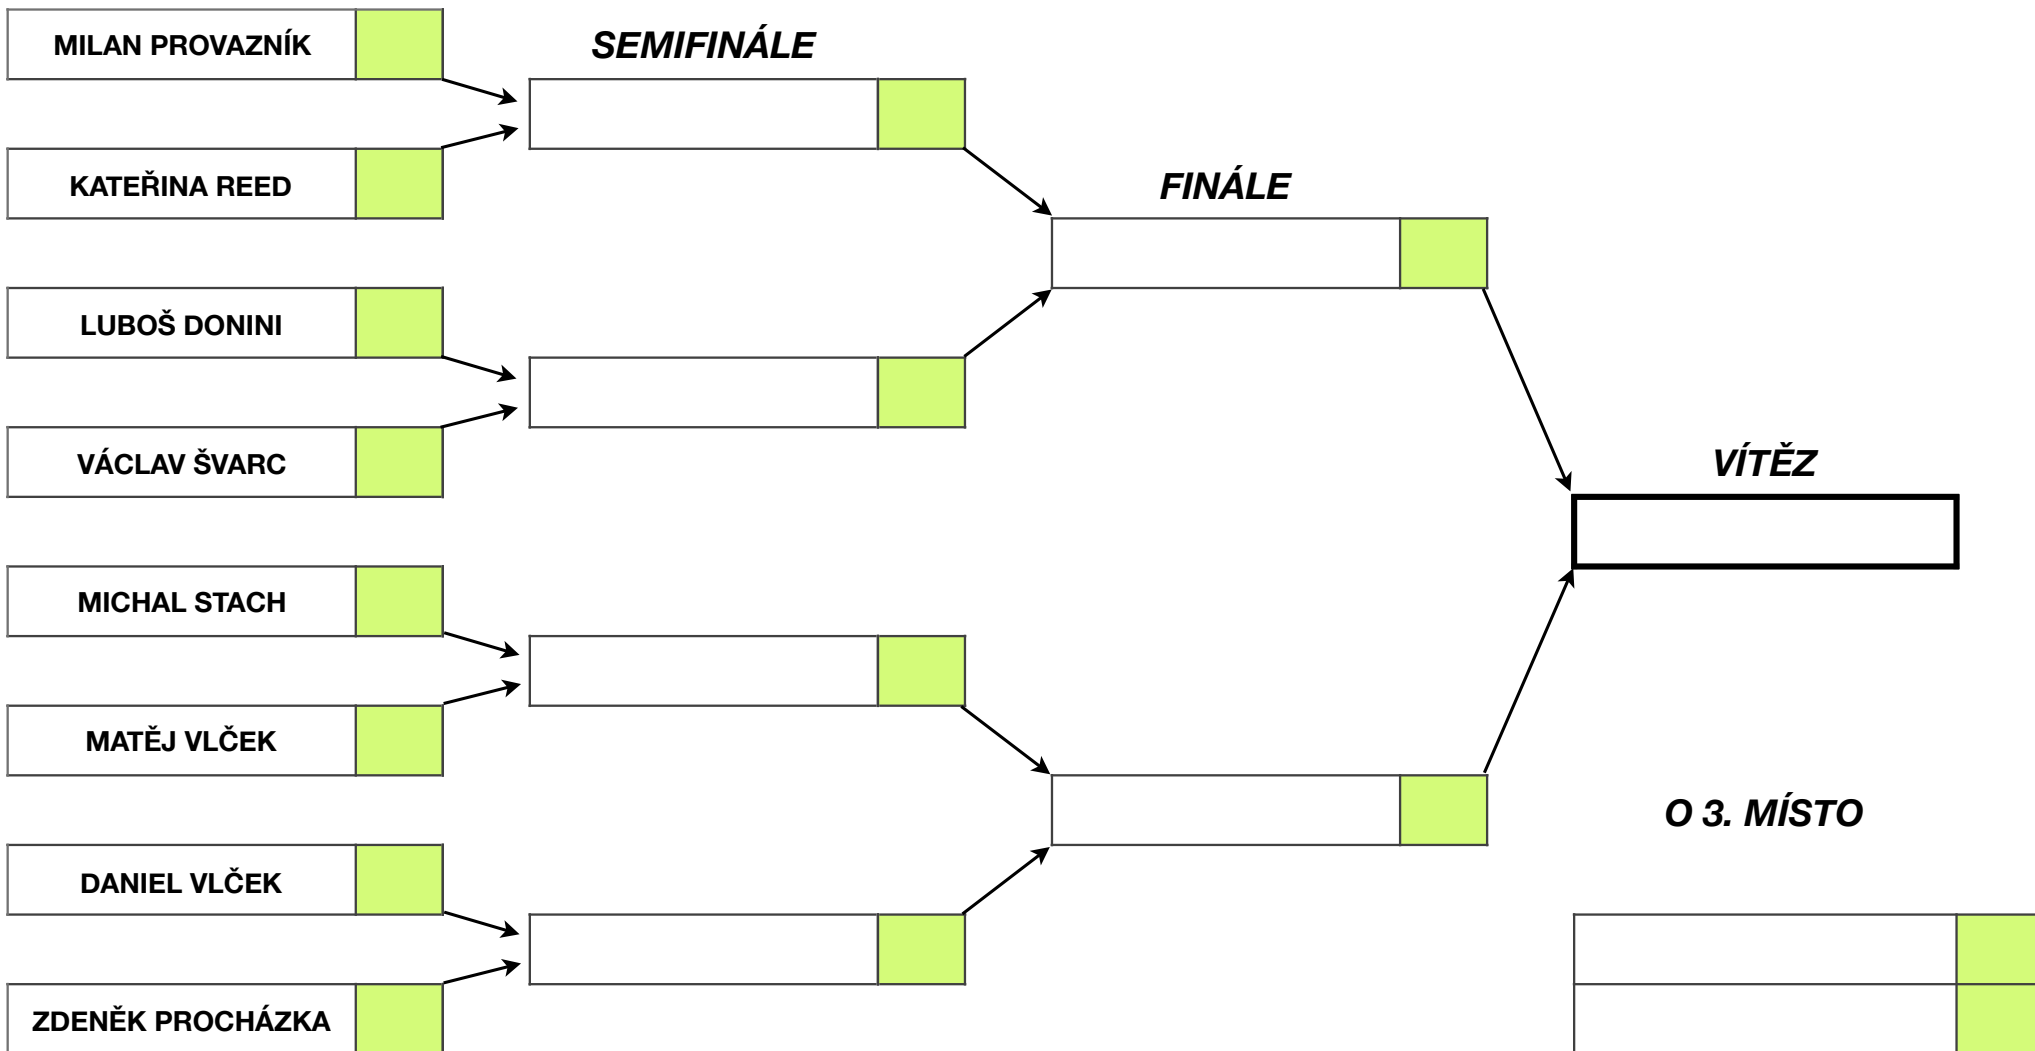 MILAN PROVAZNÍK
SEMIFINÁLE
KATEŘINA REED
FINÁLE
LUBOŠ DONINI
VÁCLAV ŠVARC
VÍTĚZ
MICHAL STACH
MATĚJ VLČEK
O 3. MÍSTO
DANIEL VLČEK
ZDENĚK PROCHÁZKA